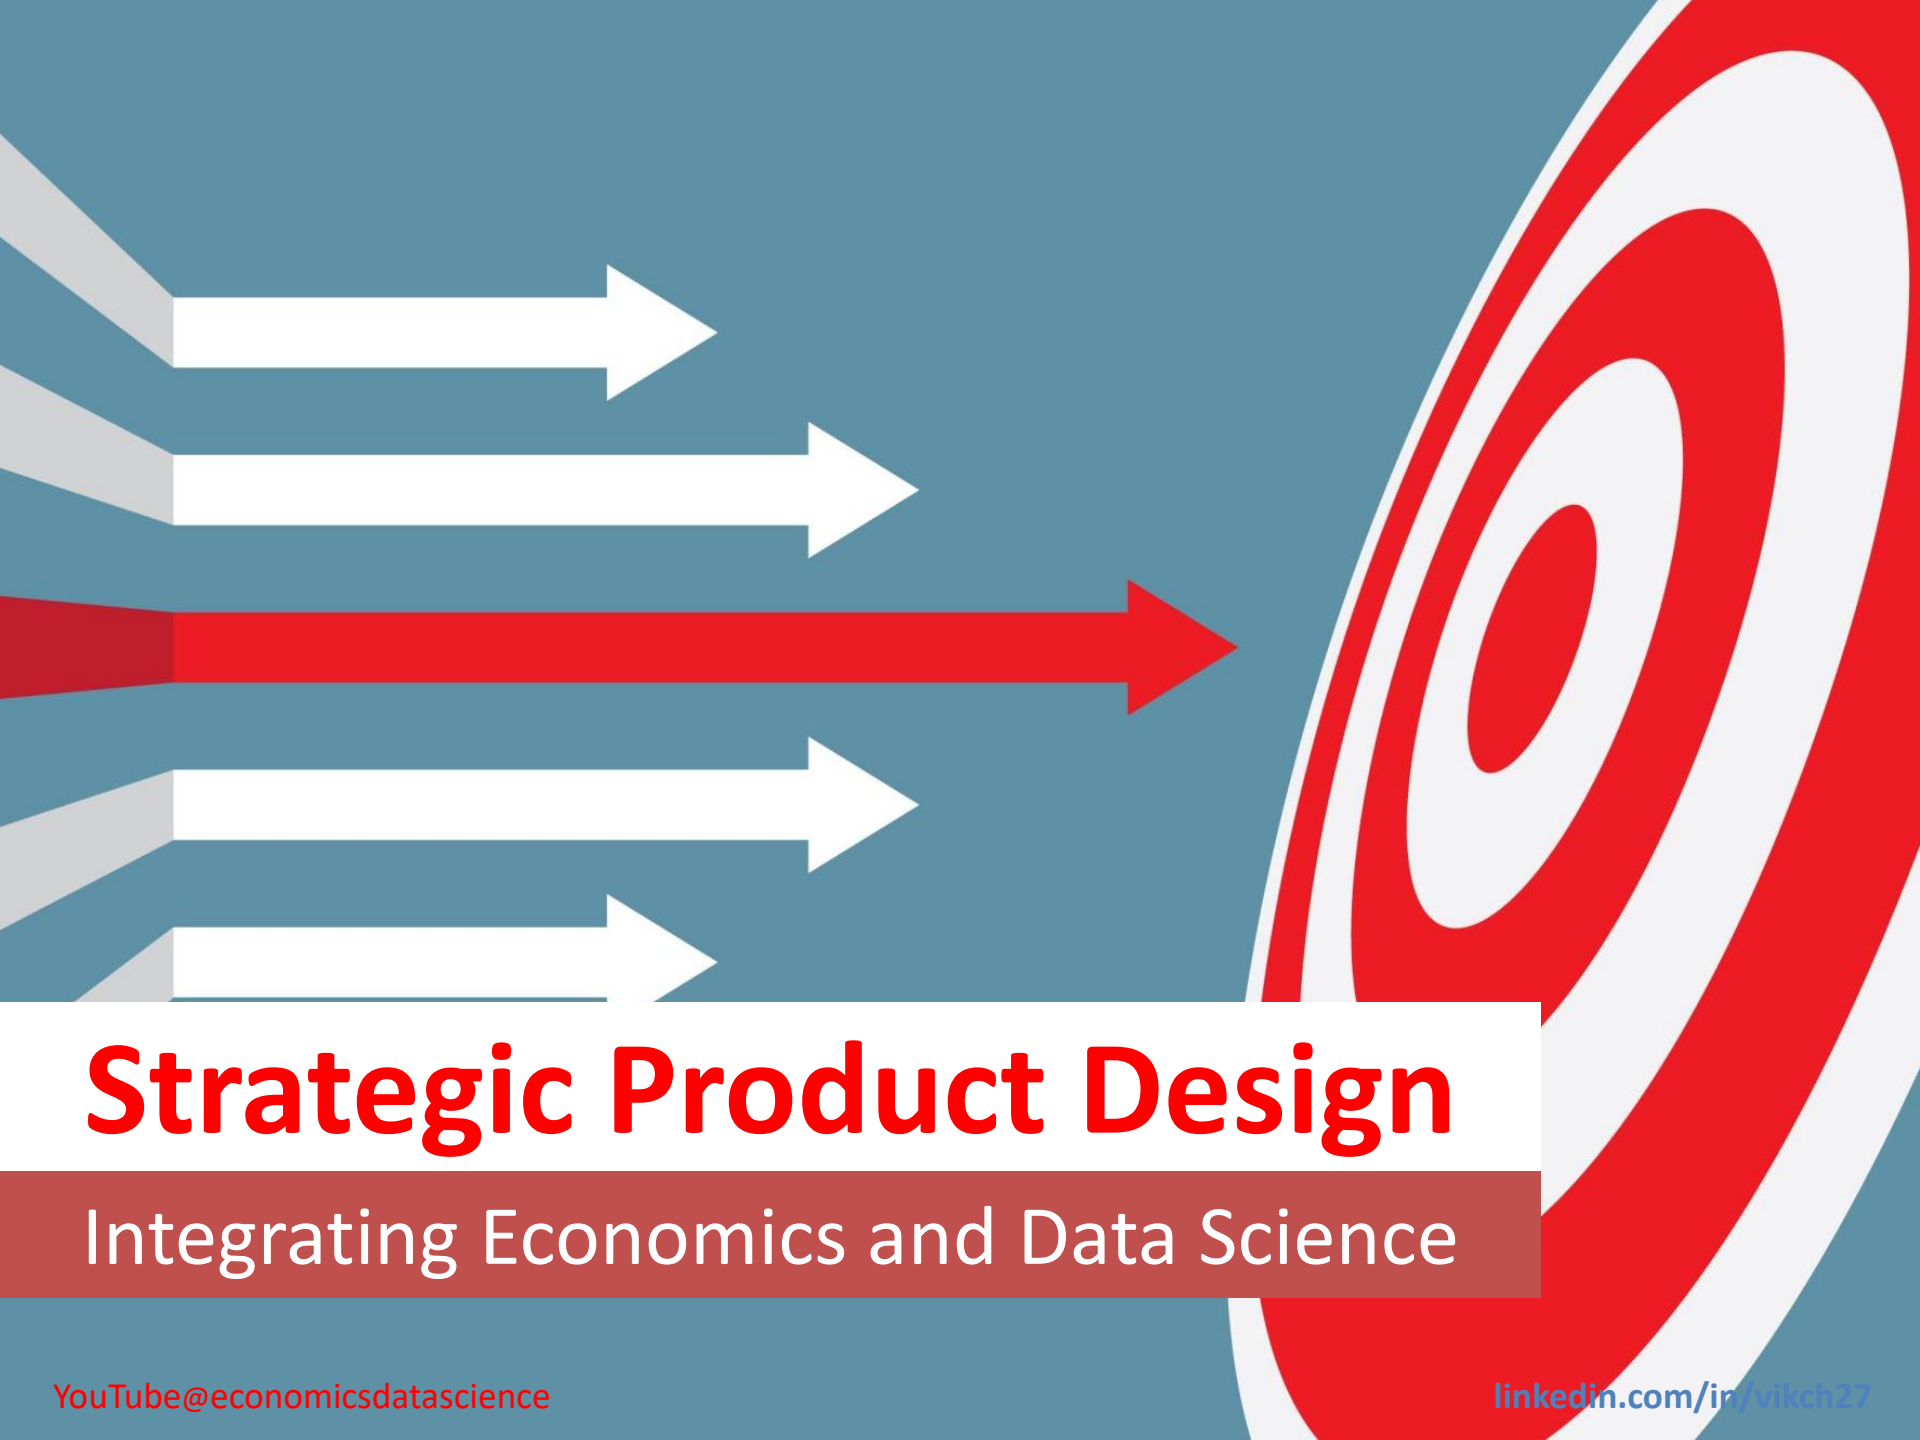 Strategic Product Design
Integrating Economics and Data Science
YouTube@economicsdatascience
linkedin.com/in/vikch27